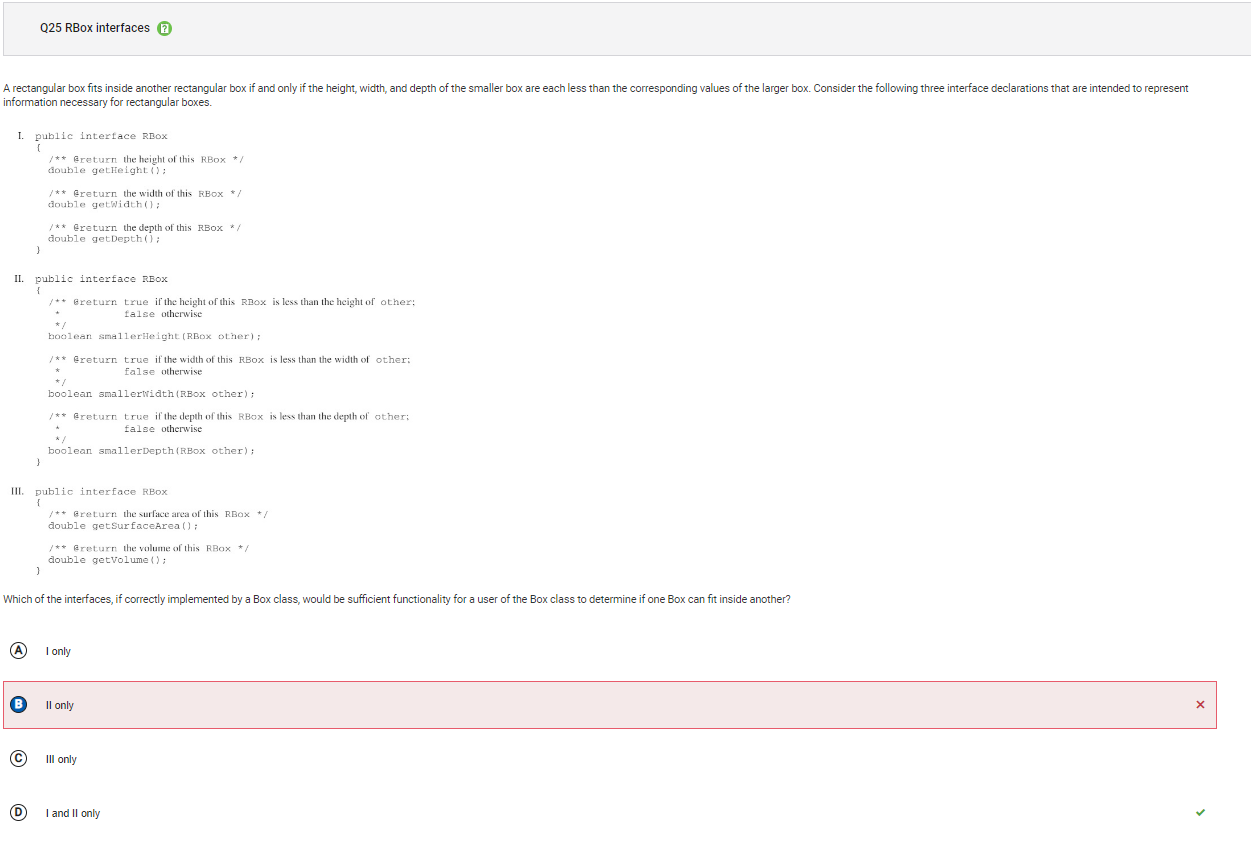 Q25 RBox interfaces
A rectangular box fits inside another rectangular box if and only if the height, width, and depth of the smaller box are each less than the corresponding values of the larger box. Consider the following three interface declarations that are intended to represent
information necessary for rectangular boxes.
I. public interface RBox
{
/** @return the height of this RBox */
double getHeight();
/** @return the width of this RBox */
double getWidth();
/** @return the depth of this RBox */
double getDepth();
}
II. public interface RBox
{
/** @return true if the height of this RBox is less than the height of other;
* false otherwise
*/
boolean smallerHeight(RBox other);
/** @return true if the width of this RBox is less than the width of other;
* false otherwise
*/
boolean smallerWidth(RBox other);
/** @return true if the depth of this RBox is less than the depth of other;
* false otherwise
*/
boolean smallerDepth(RBox other);
}
III. public interface RBox
{
/** @return the surface area of this RBox */
double getSurfaceArea();
/** @return the volume of this RBox */
double getVolume();
}
Which of the interfaces, if correctly implemented by a Box class, would be sufficient functionality for a user of the Box class to determine if one Box can fit inside another?
A I only
B II only
C III only
D I and II only